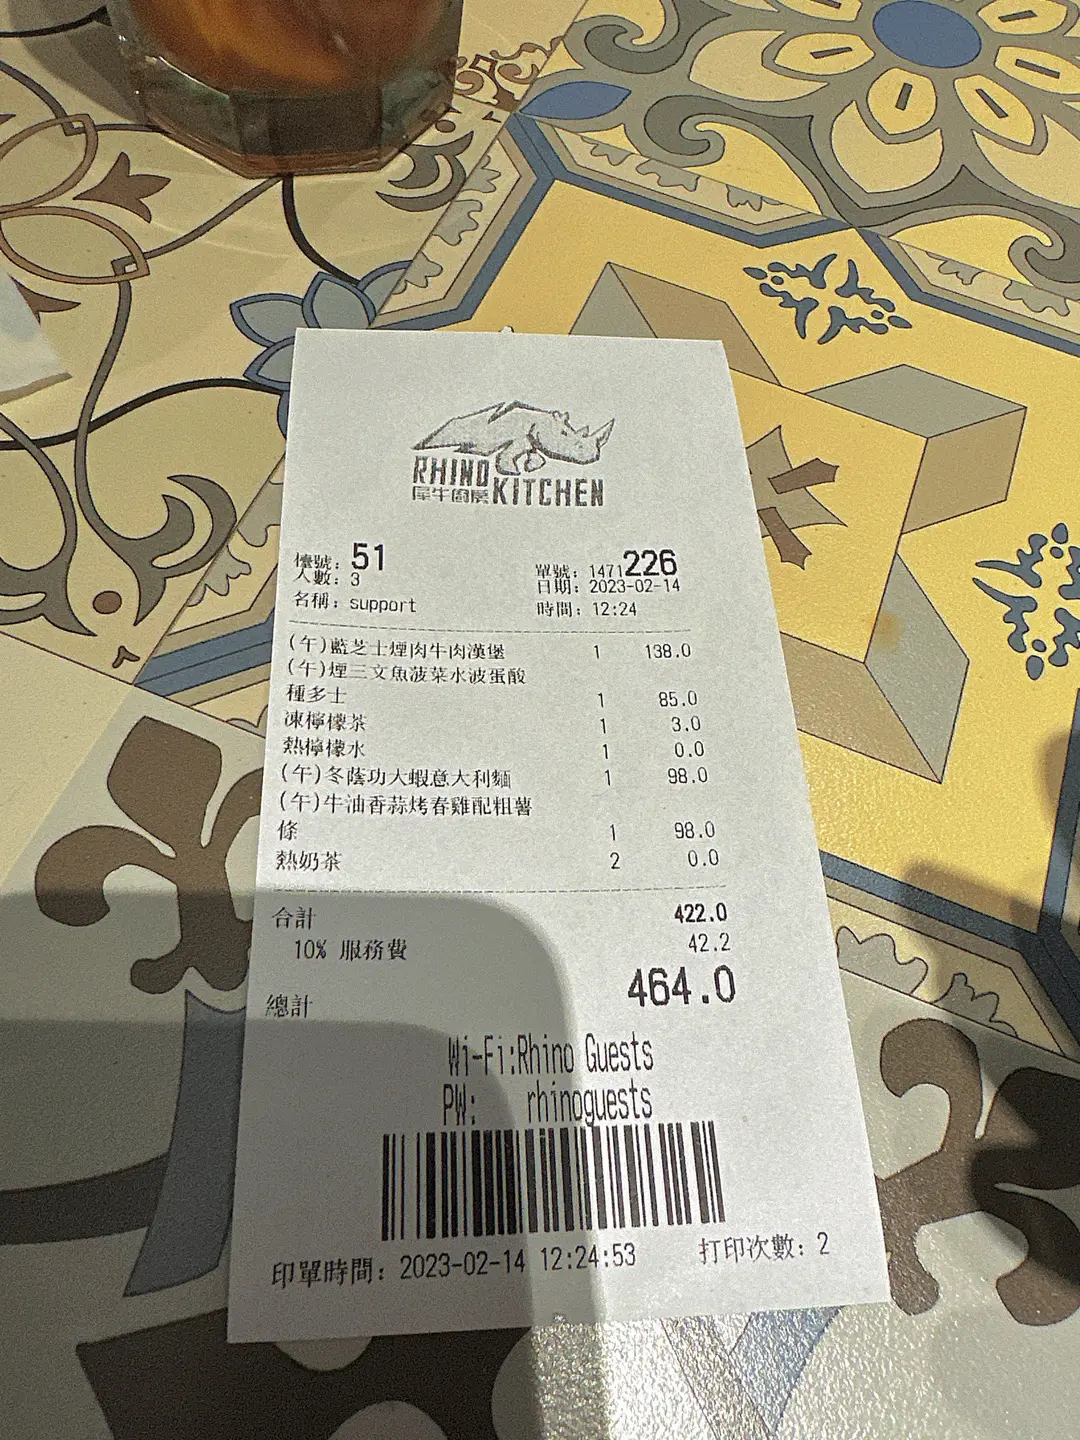 RHINO
犀牛廚房 KITCHEN
檯號：51
人數：3
名稱：support
單號：1471226
日期：2023-02-14
時間：12:24
(午)藍芝士煙肉牛肉漢堡 1 138.0
(午)煙三文魚菠菜水波蛋酸
種多士 1 85.0
凍檸檬茶 1 3.0
熱檸檬水 1 0.0
(午)冬蔭功大蝦意大利麵 1 98.0
(午)牛油香蒜烤春雞配粗薯
條 1 98.0
熱奶茶 2 0.0
合計 422.0
10% 服務費 42.2
總計 464.0
Wi-Fi:Rhino Guests
PW: rhinoguests
印單時間：2023-02-14 12:24:53 打印次數：2